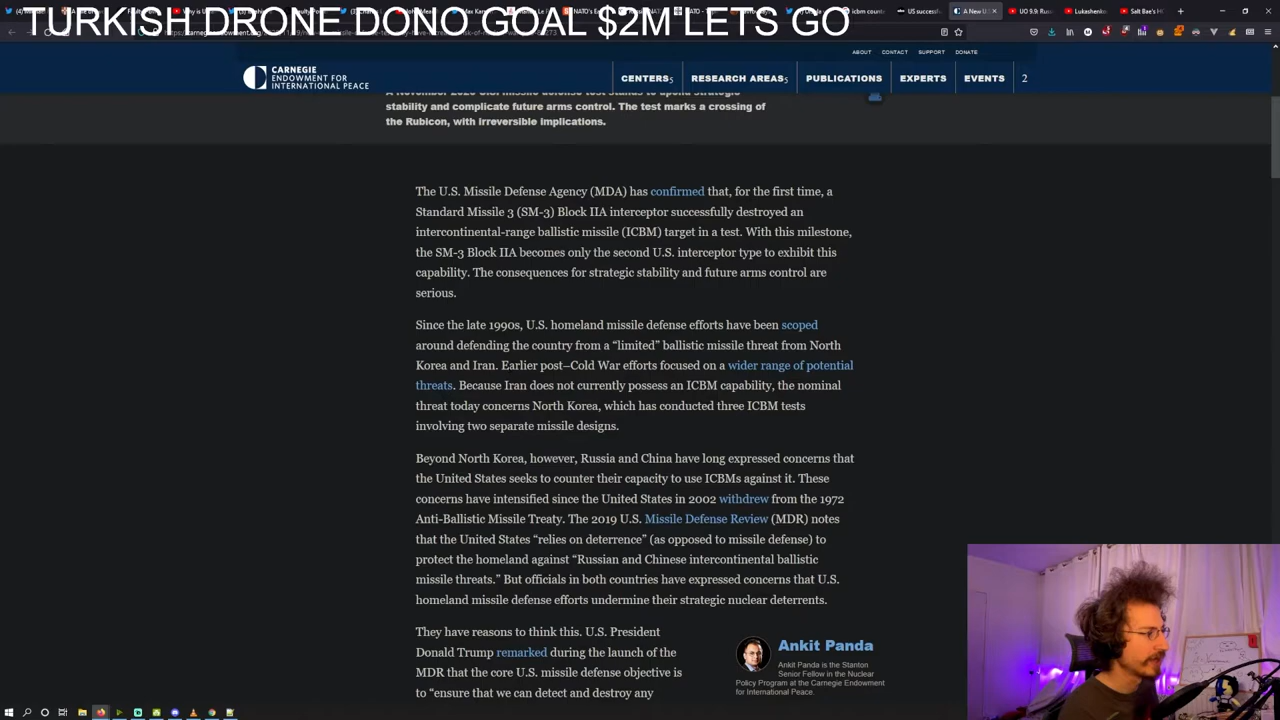 TURKISH DRONE DONO GOAL $2M LETS GO
ABOUT CONTACT SUPPORT DONATE
CARNEGIE
ENDOWMENT FOR
INTERNATIONAL PEACE
CENTERS5 RESEARCH AREAS5 PUBLICATIONS EXPERTS EVENTS 2
stability and complicate future arms control. The test marks a crossing of
the Rubicon, with irreversible implications.
The U.S. Missile Defense Agency (MDA) has confirmed that, for the first time, a
Standard Missile 3 (SM-3) Block IIA interceptor successfully destroyed an
intercontinental-range ballistic missile (ICBM) target in a test. With this milestone,
the SM-3 Block IIA becomes only the second U.S. interceptor type to exhibit this
capability. The consequences for strategic stability and future arms control are
serious.
Since the late 1990s, U.S. homeland missile defense efforts have been scoped
around defending the country from a “limited” ballistic missile threat from North
Korea and Iran. Earlier post–Cold War efforts focused on a wider range of potential
threats. Because Iran does not currently possess an ICBM capability, the nominal
threat today concerns North Korea, which has conducted three ICBM tests
involving two separate missile designs.
Beyond North Korea, however, Russia and China have long expressed concerns that
the United States seeks to counter their capacity to use ICBMs against it. These
concerns have intensified since the United States in 2002 withdrew from the 1972
Anti-Ballistic Missile Treaty. The 2019 U.S. Missile Defense Review (MDR) notes
that the United States “relies on deterrence” (as opposed to missile defense) to
protect the homeland against “Russian and Chinese intercontinental ballistic
missile threats.” But officials in both countries have expressed concerns that U.S.
homeland missile defense efforts undermine their strategic nuclear deterrents.
They have reasons to think this. U.S. President
Donald Trump remarked during the launch of the
MDR that the core U.S. missile defense objective is
to “ensure that we can detect and destroy any
Ankit Panda
Ankit Panda is the Stanton
Senior Fellow in the Nuclear
Policy Program at the Carnegie Endowment
for International Peace.